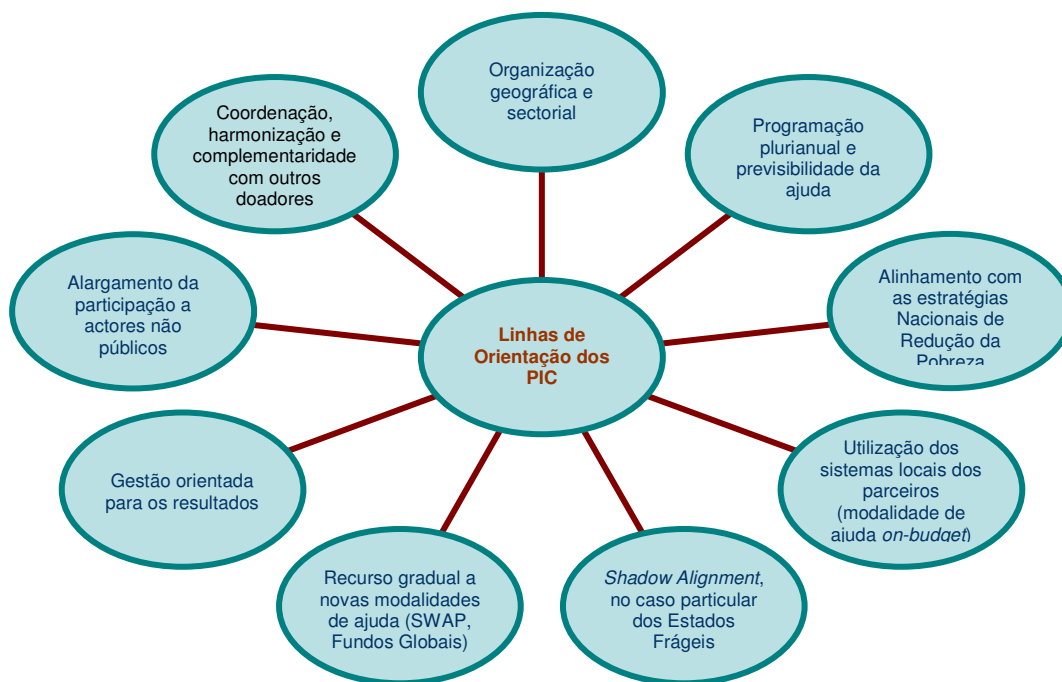 Organização
geográfica e
sectorial
Programação
plurianual e
previsibilidade da
ajuda
Alinhamento com
as estratégias
Nacionais de
Redução da
Pobreza
Utilização dos
sistemas locais dos
parceiros
(modalidade de
ajuda on-budget)
Shadow Alignment,
no caso particular
dos Estados
Frágeis
Recurso gradual a
novas modalidades
de ajuda (SWAP,
Fundos Globais)
Gestão orientada
para os resultados
Alargamento da
participação a
actores não
públicos
Coordenação,
harmonização e
complementaridade
com outros
doadores
Linhas de
Orientação dos
PIC